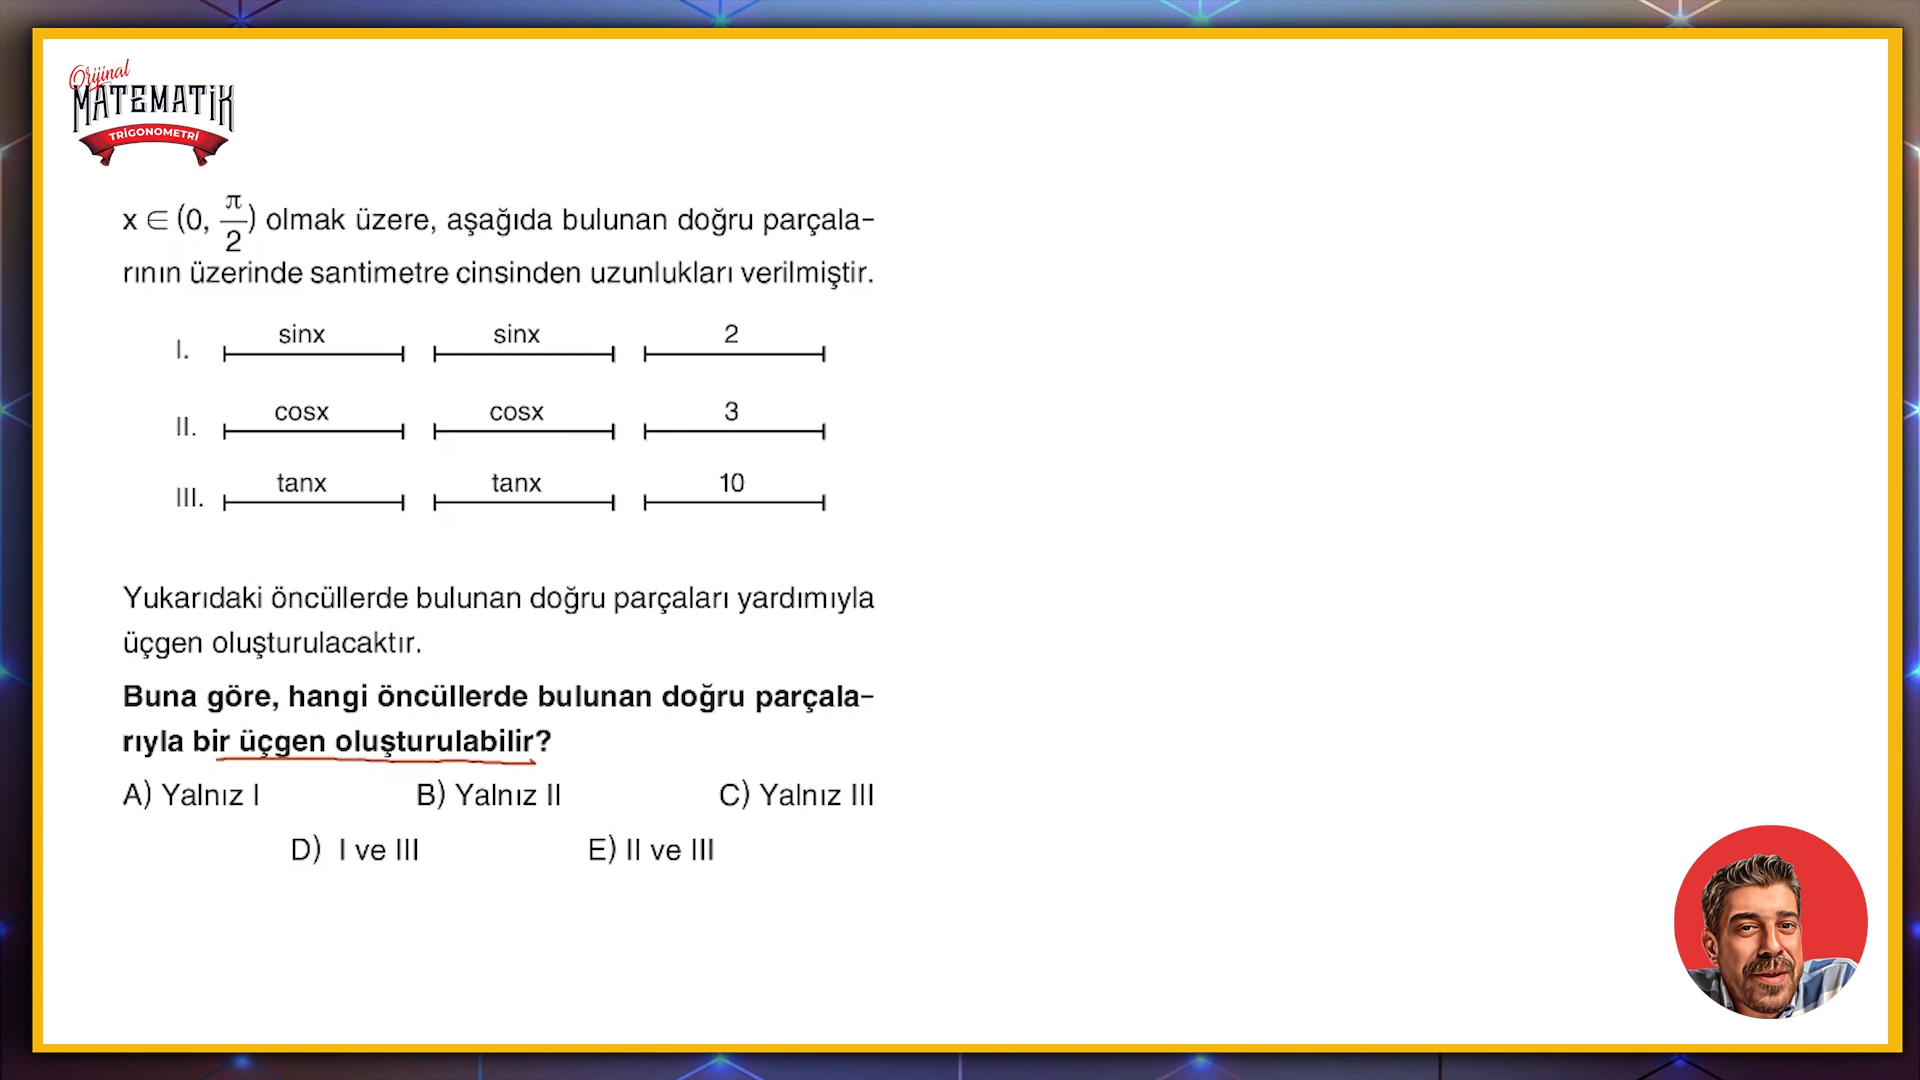 Orijinal
MATEMATİK
TRİGONOMETRİ
x ∈ (0, π/2) olmak üzere, aşağıda bulunan doğru parçala-
rının üzerinde santimetre cinsinden uzunlukları verilmiştir.
I. sinx sinx 2
II. cosx cosx 3
III. tanx tanx 10
Yukarıdaki öncüllerde bulunan doğru parçaları yardımıyla
üçgen oluşturulacaktır.
Buna göre, hangi öncüllerde bulunan doğru parçala-
rıyla bir üçgen oluşturulabilir?
A) Yalnız I B) Yalnız II C) Yalnız III
D) I ve III E) II ve III